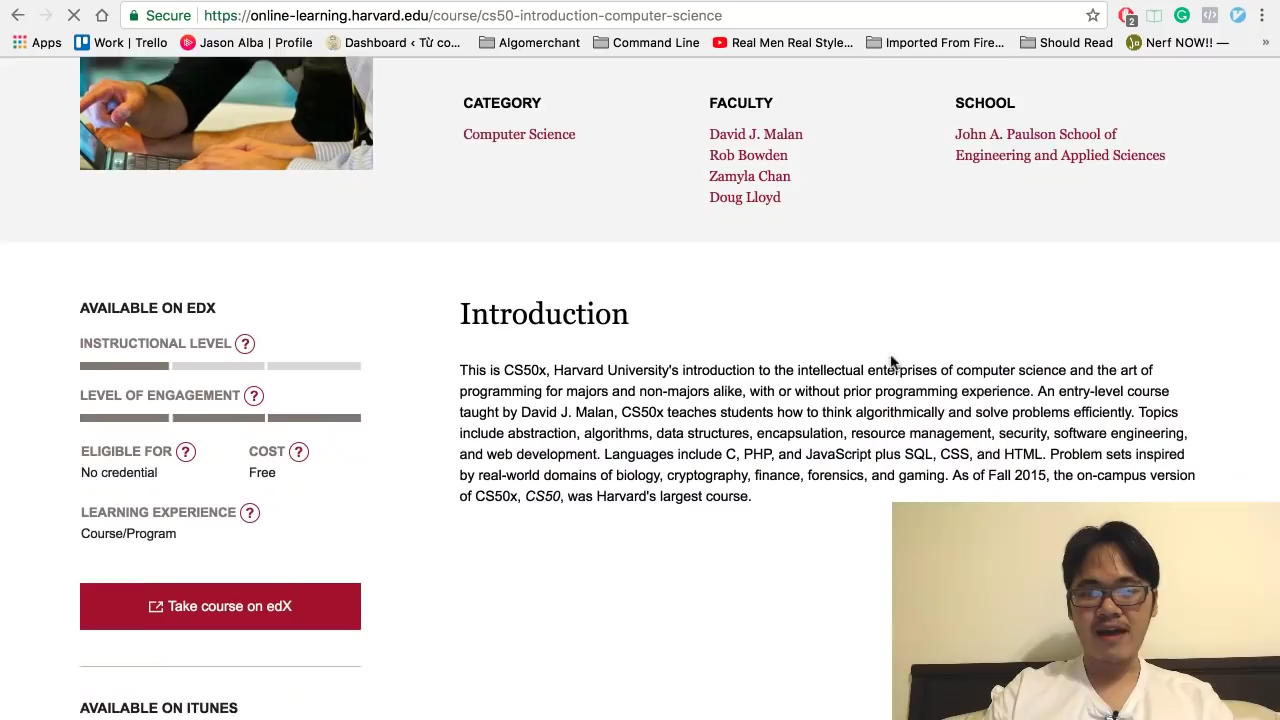 Secure https://online-learning.harvard.edu/course/cs50-introduction-computer-science
2
Apps Work | Trello Jason Alba | Profile Dashboard ‹ Từ co... Algomerchant Command Line Real Men Real Style... Imported From Fire... Should Read Nerf NOW!! — »
CATEGORY
Computer Science
FACULTY
David J. Malan
Rob Bowden
Zamyla Chan
Doug Lloyd
SCHOOL
John A. Paulson School of
Engineering and Applied Sciences
AVAILABLE ON EDX
INSTRUCTIONAL LEVEL ?
LEVEL OF ENGAGEMENT ?
ELIGIBLE FOR ?
No credential
COST ?
Free
LEARNING EXPERIENCE ?
Course/Program
Take course on edX
AVAILABLE ON ITUNES
Introduction
This is CS50x, Harvard University's introduction to the intellectual enterprises of computer science and the art of
programming for majors and non-majors alike, with or without prior programming experience. An entry-level course
taught by David J. Malan, CS50x teaches students how to think algorithmically and solve problems efficiently. Topics
include abstraction, algorithms, data structures, encapsulation, resource management, security, software engineering,
and web development. Languages include C, PHP, and JavaScript plus SQL, CSS, and HTML. Problem sets inspired
by real-world domains of biology, cryptography, finance, forensics, and gaming. As of Fall 2015, the on-campus version
of CS50x, CS50, was Harvard's largest course.